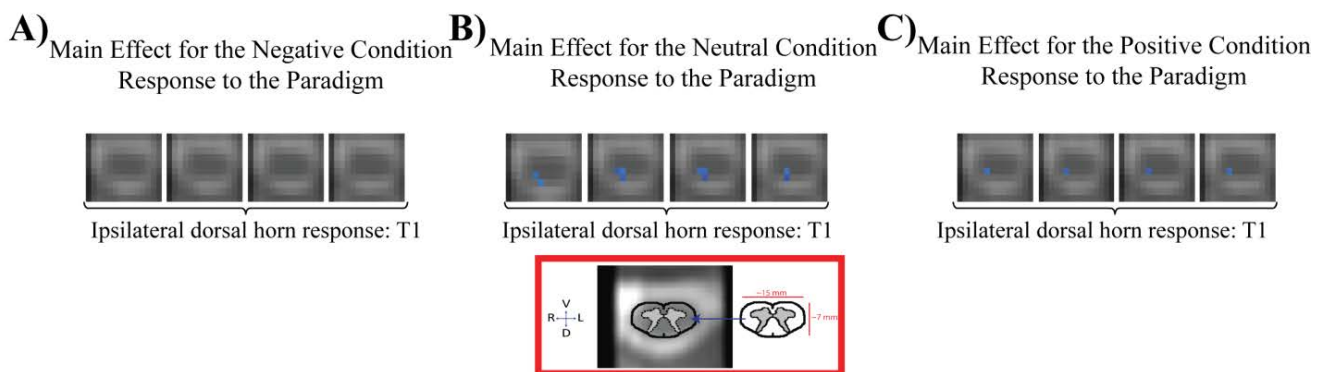 A)
Main Effect for the Negative Condition
Response to the Paradigm
Ipsilateral dorsal horn response: T1
B)
Main Effect for the Neutral Condition
Response to the Paradigm
Ipsilateral dorsal horn response: T1
V
R L
D
~15 mm
~7 mm
C)
Main Effect for the Positive Condition
Response to the Paradigm
Ipsilateral dorsal horn response: T1